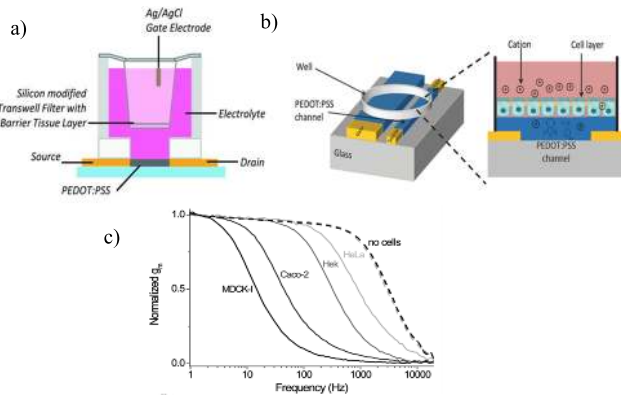 a)
Ag/AgCl
Gate Electrode
Silicon modified
Transwell Filter with
Barrier Tissue Layer
Electrolyte
Source
Drain
PEDOT:PSS
b)
Well
PEDOT:PSS
channel
Glass
Cation
Cell layer
PEDOT:PSS
channel
c)
Normalized gm
1.0
0.5
0.0
MDCK-I
Caco-2
Hek
HeLa
no cells
1
10
100
1000
10000
Frequency (Hz)